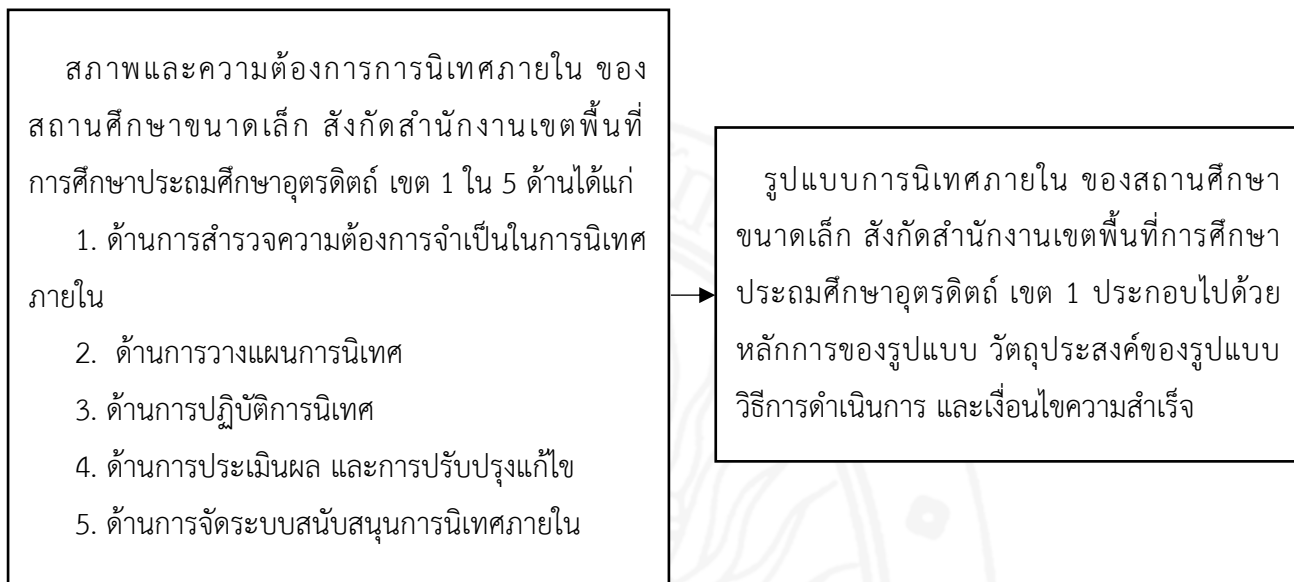 สภาพและความต้องการการนิเทศภายใน ของ
สถานศึกษาขนาดเล็ก สังกัดสำนักงานเขตพื้นที่
การศึกษาประถมศึกษาอุตรดิตถ์ เขต 1 ใน 5 ด้านได้แก่
1. ด้านการสำรวจความต้องการจำเป็นในการนิเทศ
ภายใน
2. ด้านการวางแผนการนิเทศ
3. ด้านการปฏิบัติการนิเทศ
4. ด้านการประเมินผล และการปรับปรุงแก้ไข
5. ด้านการจัดระบบสนับสนุนการนิเทศภายใน
รูปแบบการนิเทศภายใน ของสถานศึกษา
ขนาดเล็ก สังกัดสำนักงานเขตพื้นที่การศึกษา
ประถมศึกษาอุตรดิตถ์ เขต 1 ประกอบไปด้วย
หลักการของรูปแบบ วัตถุประสงค์ของรูปแบบ
วิธีการดำเนินการ และเงื่อนไขความสำเร็จ